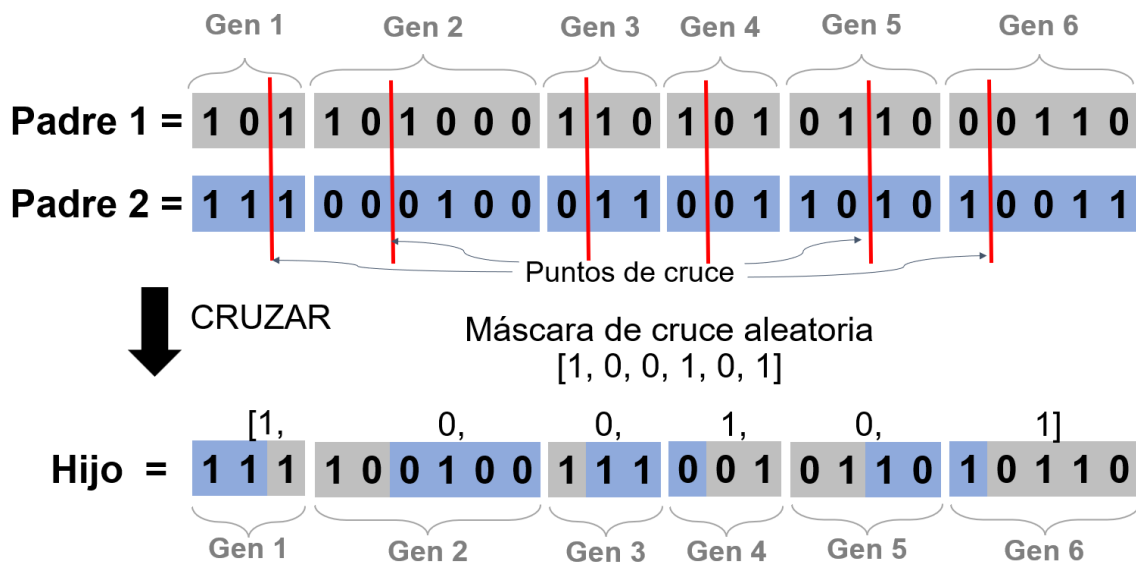 Gen 1 Gen 2 Gen 3 Gen 4 Gen 5 Gen 6
Padre 1 = 1 0 1 1 0 1 0 0 0 1 1 0 1 0 1 0 1 1 0 0 0 1 1 0
Padre 2 = 1 1 1 0 0 0 1 0 0 0 1 1 0 0 1 1 0 1 0 1 0 0 1 1
Puntos de cruce
CRUZAR
Máscara de cruce aleatoria
[1, 0, 0, 1, 0, 1]
[1, 0, 0, 1, 0, 1]
Hijo = 1 1 1 1 0 0 1 0 0 1 1 1 0 0 1 0 1 1 0 1 0 1 1 0
Gen 1 Gen 2 Gen 3 Gen 4 Gen 5 Gen 6